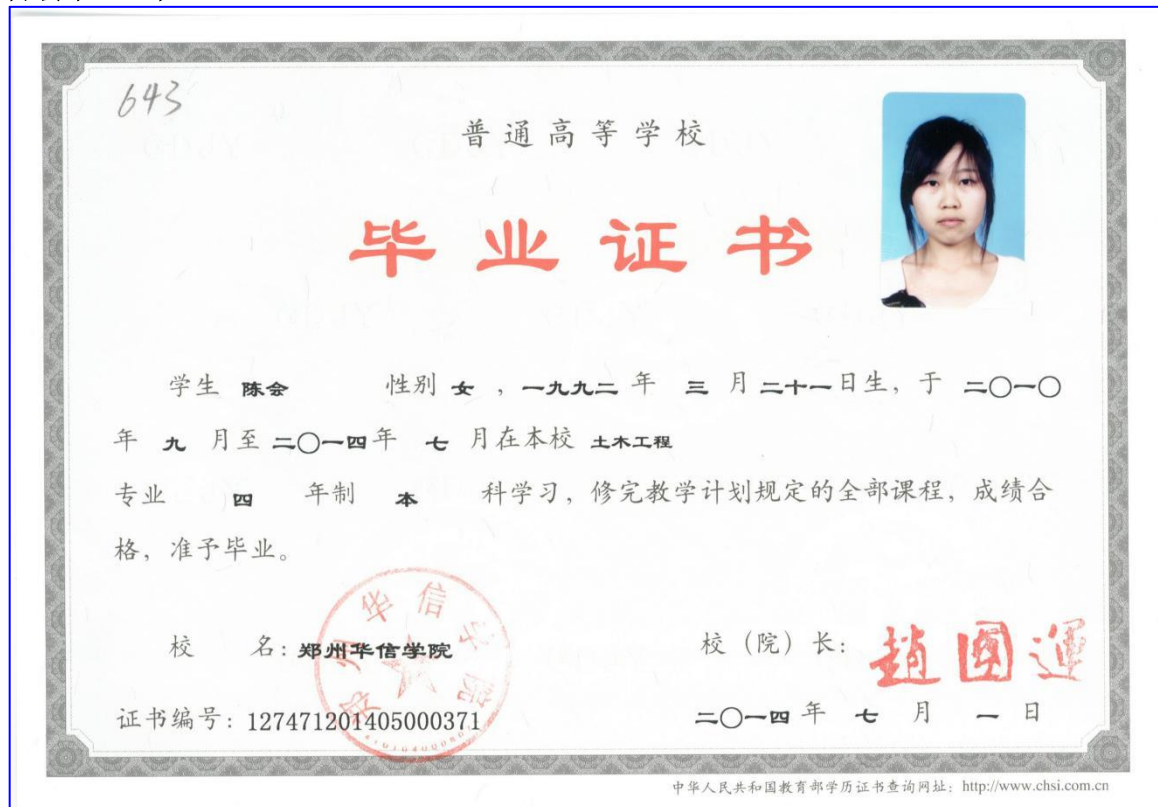 643
普通高等学校
毕业证书
学生 陈会 性别 女 ，一九九二 年 三 月 二十一日生，于 二〇一〇
年 九 月至 二〇一四年 七 月在本校 土木工程
专业 四 年制 本 科学习，修完教学计划规定的全部课程，成绩合
格，准予毕业。
郑州华信学院
校 名：郑州华信学院
校（院）长：趙國運
证书编号：127471201405000371
二〇一四 年 七 月 一 日
中华人民共和国教育部学历证书查询网址：http://www.chsi.com.cn